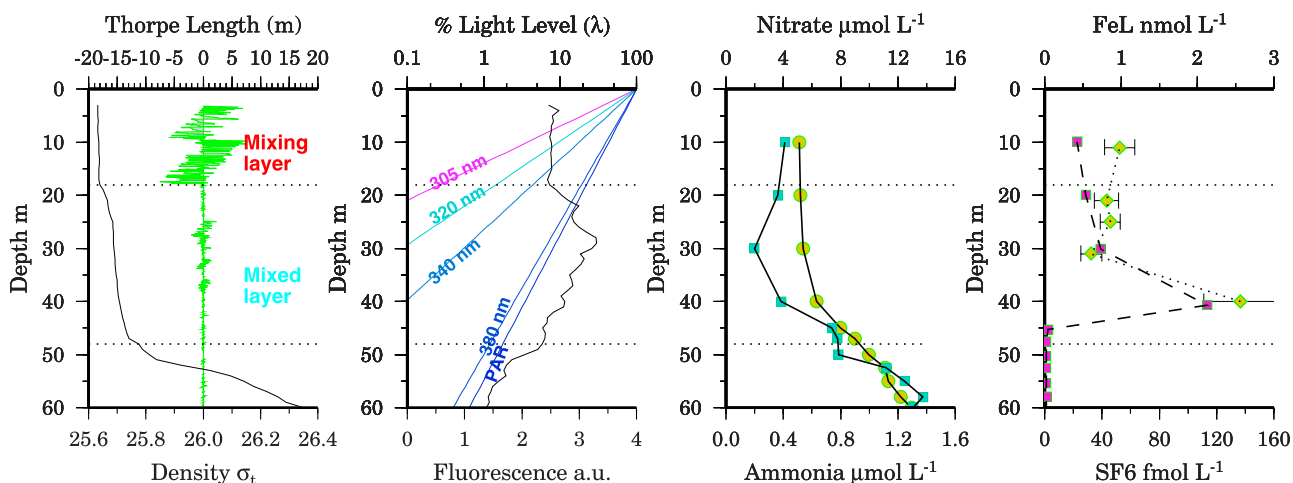 Thorpe Length (m)
-20 -15 -10 -5 0 5 10 15 20
0
10
20
30
40
50
60
Depth m
Mixing
layer
Mixed
layer
25.6 25.8 26.0 26.2 26.4
Density σt
% Light Level (λ)
0.1 1 10 100
0
10
20
30
40
50
60
Depth m
305 nm
320 nm
340 nm
380 nm
PAR
0 1 2 3 4
Fluorescence a.u.
Nitrate µmol L-1
0 4 8 12 16
0
10
20
30
40
50
60
Depth m
0.0 0.4 0.8 1.2 1.6
Ammonia µmol L-1
FeL nmol L-1
0 1 2 3
0
10
20
30
40
50
60
Depth m
0 40 80 120 160
SF6 fmol L-1